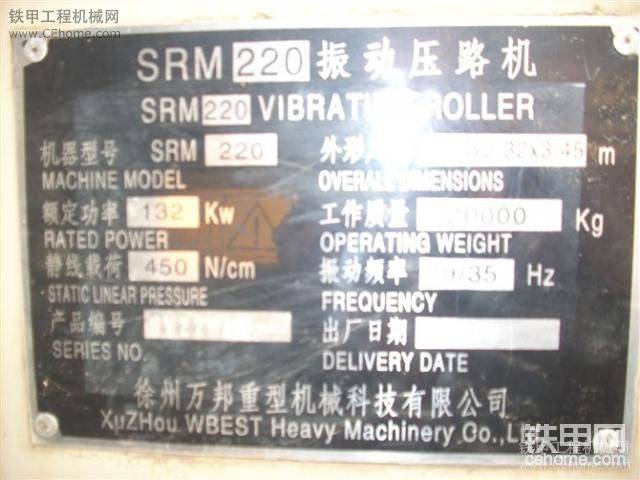 铁甲工程机械
www.CEhome.com
SRM 220 振动压路机
SRM 220 VIBRAT ROLLER
机器型号 SRM 220
MACHINE MODEL
外形 32x3.45 m
OVERALL DIMENSIONS
额定功率 132 Kw
RATED POWER
工作质量 20000 Kg
OPERATING WEIGHT
静线载荷 450 N/cm
STATIC LINEAR PRESSURE
振动频率 /35 Hz
FREQUENCY
产品编号
SERIES NO.
出厂日期
DELIVERY DATE
徐州万邦重型机械科技有限公司
XuZHou WBEST Heavy Machinery Co.,L
铁甲网
cehome.com